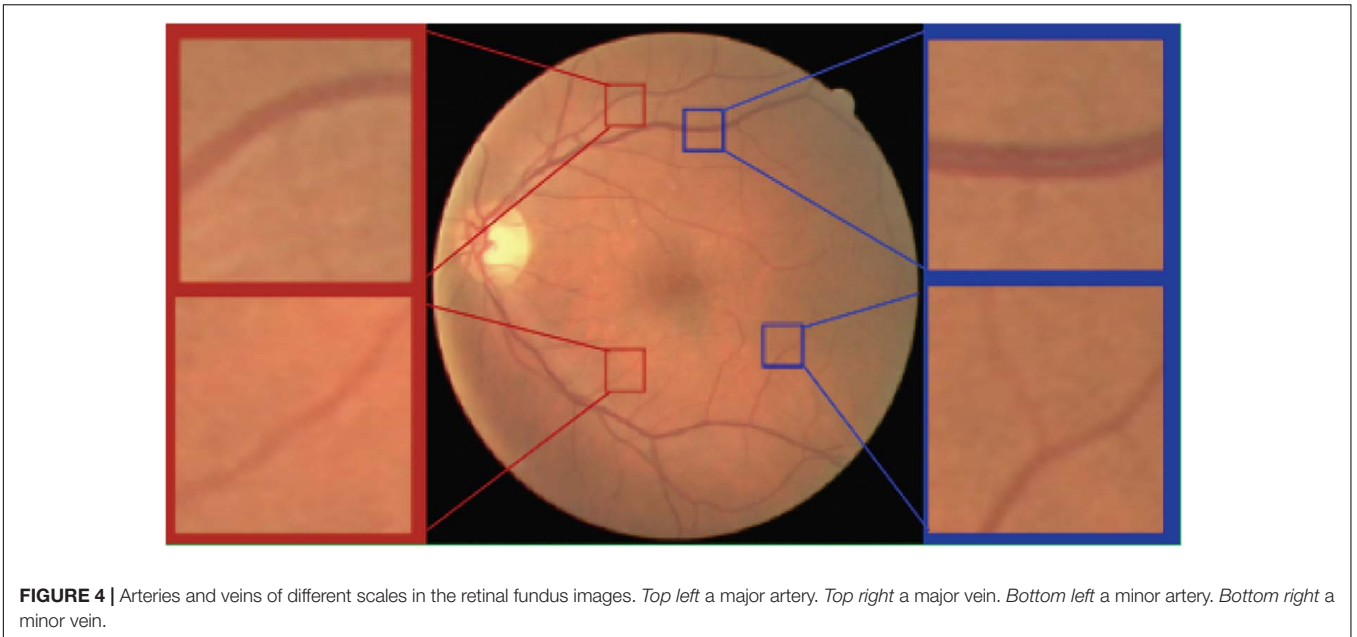 FIGURE 4 | Arteries and veins of different scales in the retinal fundus images. Top left a major artery. Top right a major vein. Bottom left a minor artery. Bottom right a
minor vein.